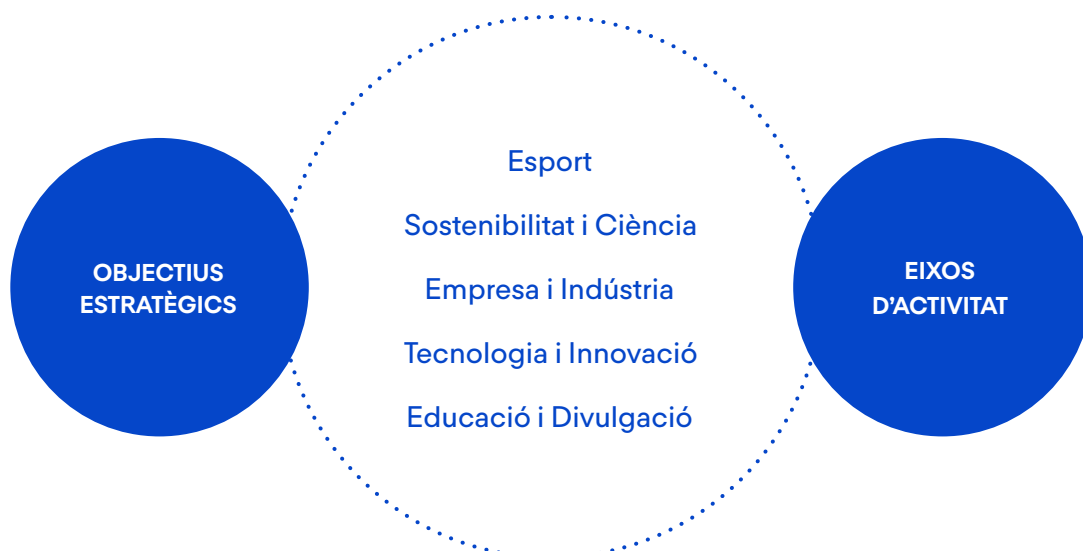 OBJECTIUS
ESTRATÈGICS
Esport
Sostenibilitat i Ciència
Empresa i Indústria
Tecnologia i Innovació
Educació i Divulgació
EIXOS
D’ACTIVITAT